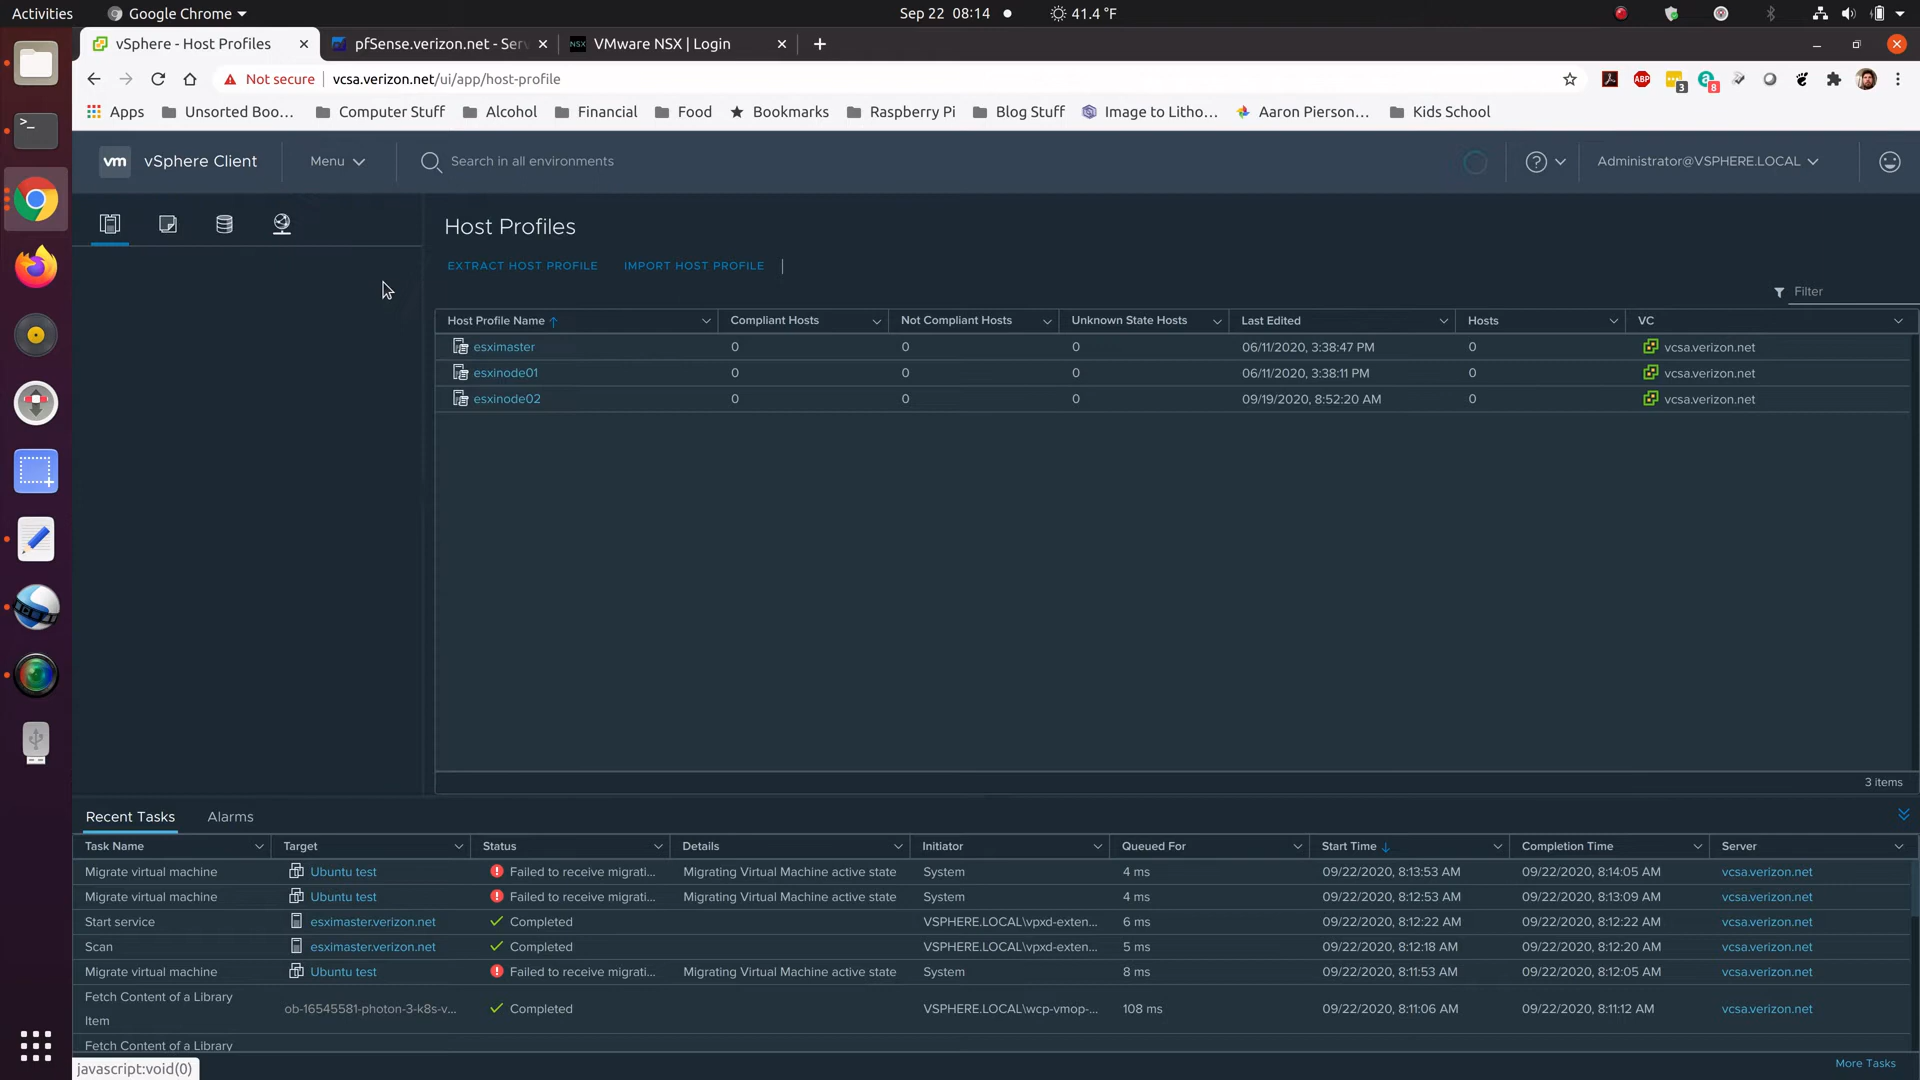 Activities Google Chrome Sep 22 08:14 41.4 °F
vSphere - Host Profiles pfSense.verizon.net - Serv VMware NSX | Login
Not secure vcsa.verizon.net/ui/app/host-profile ABP 3 8
Apps Unsorted Boo... Computer Stuff Alcohol Financial Food Bookmarks Raspberry Pi Blog Stuff Image to Litho... Aaron Pierson... Kids School
vm vSphere Client Menu Search in all environments Administrator@VSPHERE.LOCAL
Host Profiles
EXTRACT HOST PROFILE IMPORT HOST PROFILE
Filter
Host Profile Name Compliant Hosts Not Compliant Hosts Unknown State Hosts Last Edited Hosts VC
esximaster 0 0 0 06/11/2020, 3:38:47 PM 0 vcsa.verizon.net
esxinode01 0 0 0 06/11/2020, 3:38:11 PM 0 vcsa.verizon.net
esxinode02 0 0 0 09/19/2020, 8:52:20 AM 0 vcsa.verizon.net
3 items
Recent Tasks Alarms
Task Name Target Status Details Initiator Queued For Start Time Completion Time Server
Migrate virtual machine Ubuntu test Failed to receive migrati... Migrating Virtual Machine active state System 4 ms 09/22/2020, 8:13:53 AM 09/22/2020, 8:14:05 AM vcsa.verizon.net
Migrate virtual machine Ubuntu test Failed to receive migrati... Migrating Virtual Machine active state System 4 ms 09/22/2020, 8:12:53 AM 09/22/2020, 8:13:09 AM vcsa.verizon.net
Start service esximaster.verizon.net Completed VSPHERE.LOCAL\vpxd-exten... 6 ms 09/22/2020, 8:12:22 AM 09/22/2020, 8:12:22 AM vcsa.verizon.net
Scan esximaster.verizon.net Completed VSPHERE.LOCAL\vpxd-exten... 5 ms 09/22/2020, 8:12:18 AM 09/22/2020, 8:12:20 AM vcsa.verizon.net
Migrate virtual machine Ubuntu test Failed to receive migrati... Migrating Virtual Machine active state System 8 ms 09/22/2020, 8:11:53 AM 09/22/2020, 8:12:05 AM vcsa.verizon.net
Fetch Content of a Library Item ob-16545581-photon-3-k8s-v... Completed VSPHERE.LOCAL\wcp-vmop-... 108 ms 09/22/2020, 8:11:06 AM 09/22/2020, 8:11:12 AM vcsa.verizon.net
Fetch Content of a Library
More Tasks
javascript:void(0)